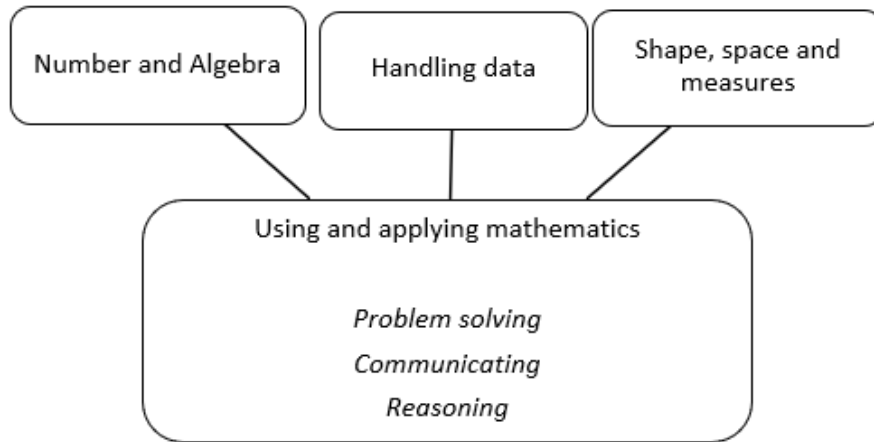 Number and Algebra
Handling data
Shape, space and
measures
Using and applying mathematics
Problem solving
Communicating
Reasoning